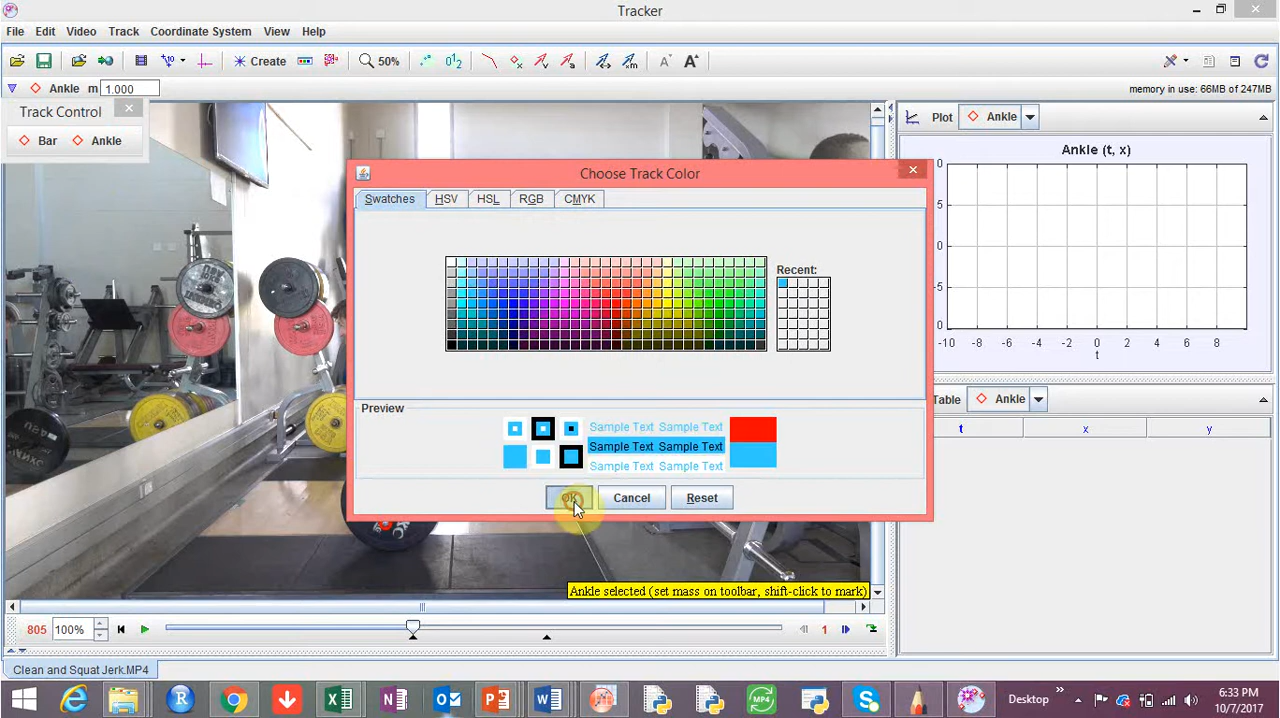 Tracker
File Edit Video Track Coordinate System View Help
Create 50%
Ankle m 1.000
memory in use: 66MB of 247MB
Track Control
Bar Ankle
Plot Ankle
Ankle (t, x)
0
5
0
-5
0
-10 -8 -6 -4 -2 0 2 4 6 8
t
Choose Track Color
Swatches HSV HSL RGB CMYK
Recent:
Preview
Sample Text Sample Text
Sample Text Sample Text
Sample Text Sample Text
OK Cancel Reset
Table Ankle
t x y
Ankle selected (set mass on toolbar, shift-click to mark)
805 100% 1
Clean and Squat Jerk.MP4
Desktop
6:33 PM
10/7/2017